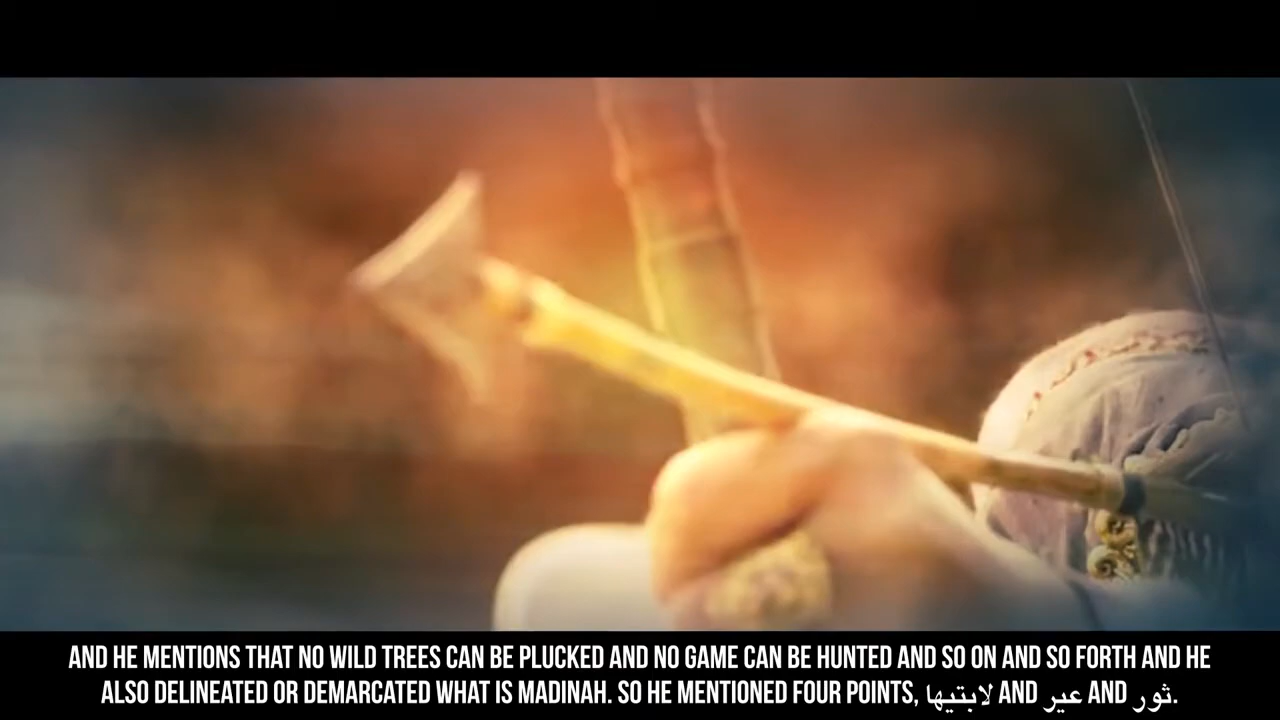 AND HE MENTIONS THAT NO WILD TREES CAN BE PLUCKED AND NO GAME CAN BE HUNTED AND SO ON AND SO FORTH AND HE
ALSO DELINEATED OR DEMARCATED WHAT IS MADINAH. SO HE MENTIONED FOUR POINTS, لابتيها AND عير AND ثور.